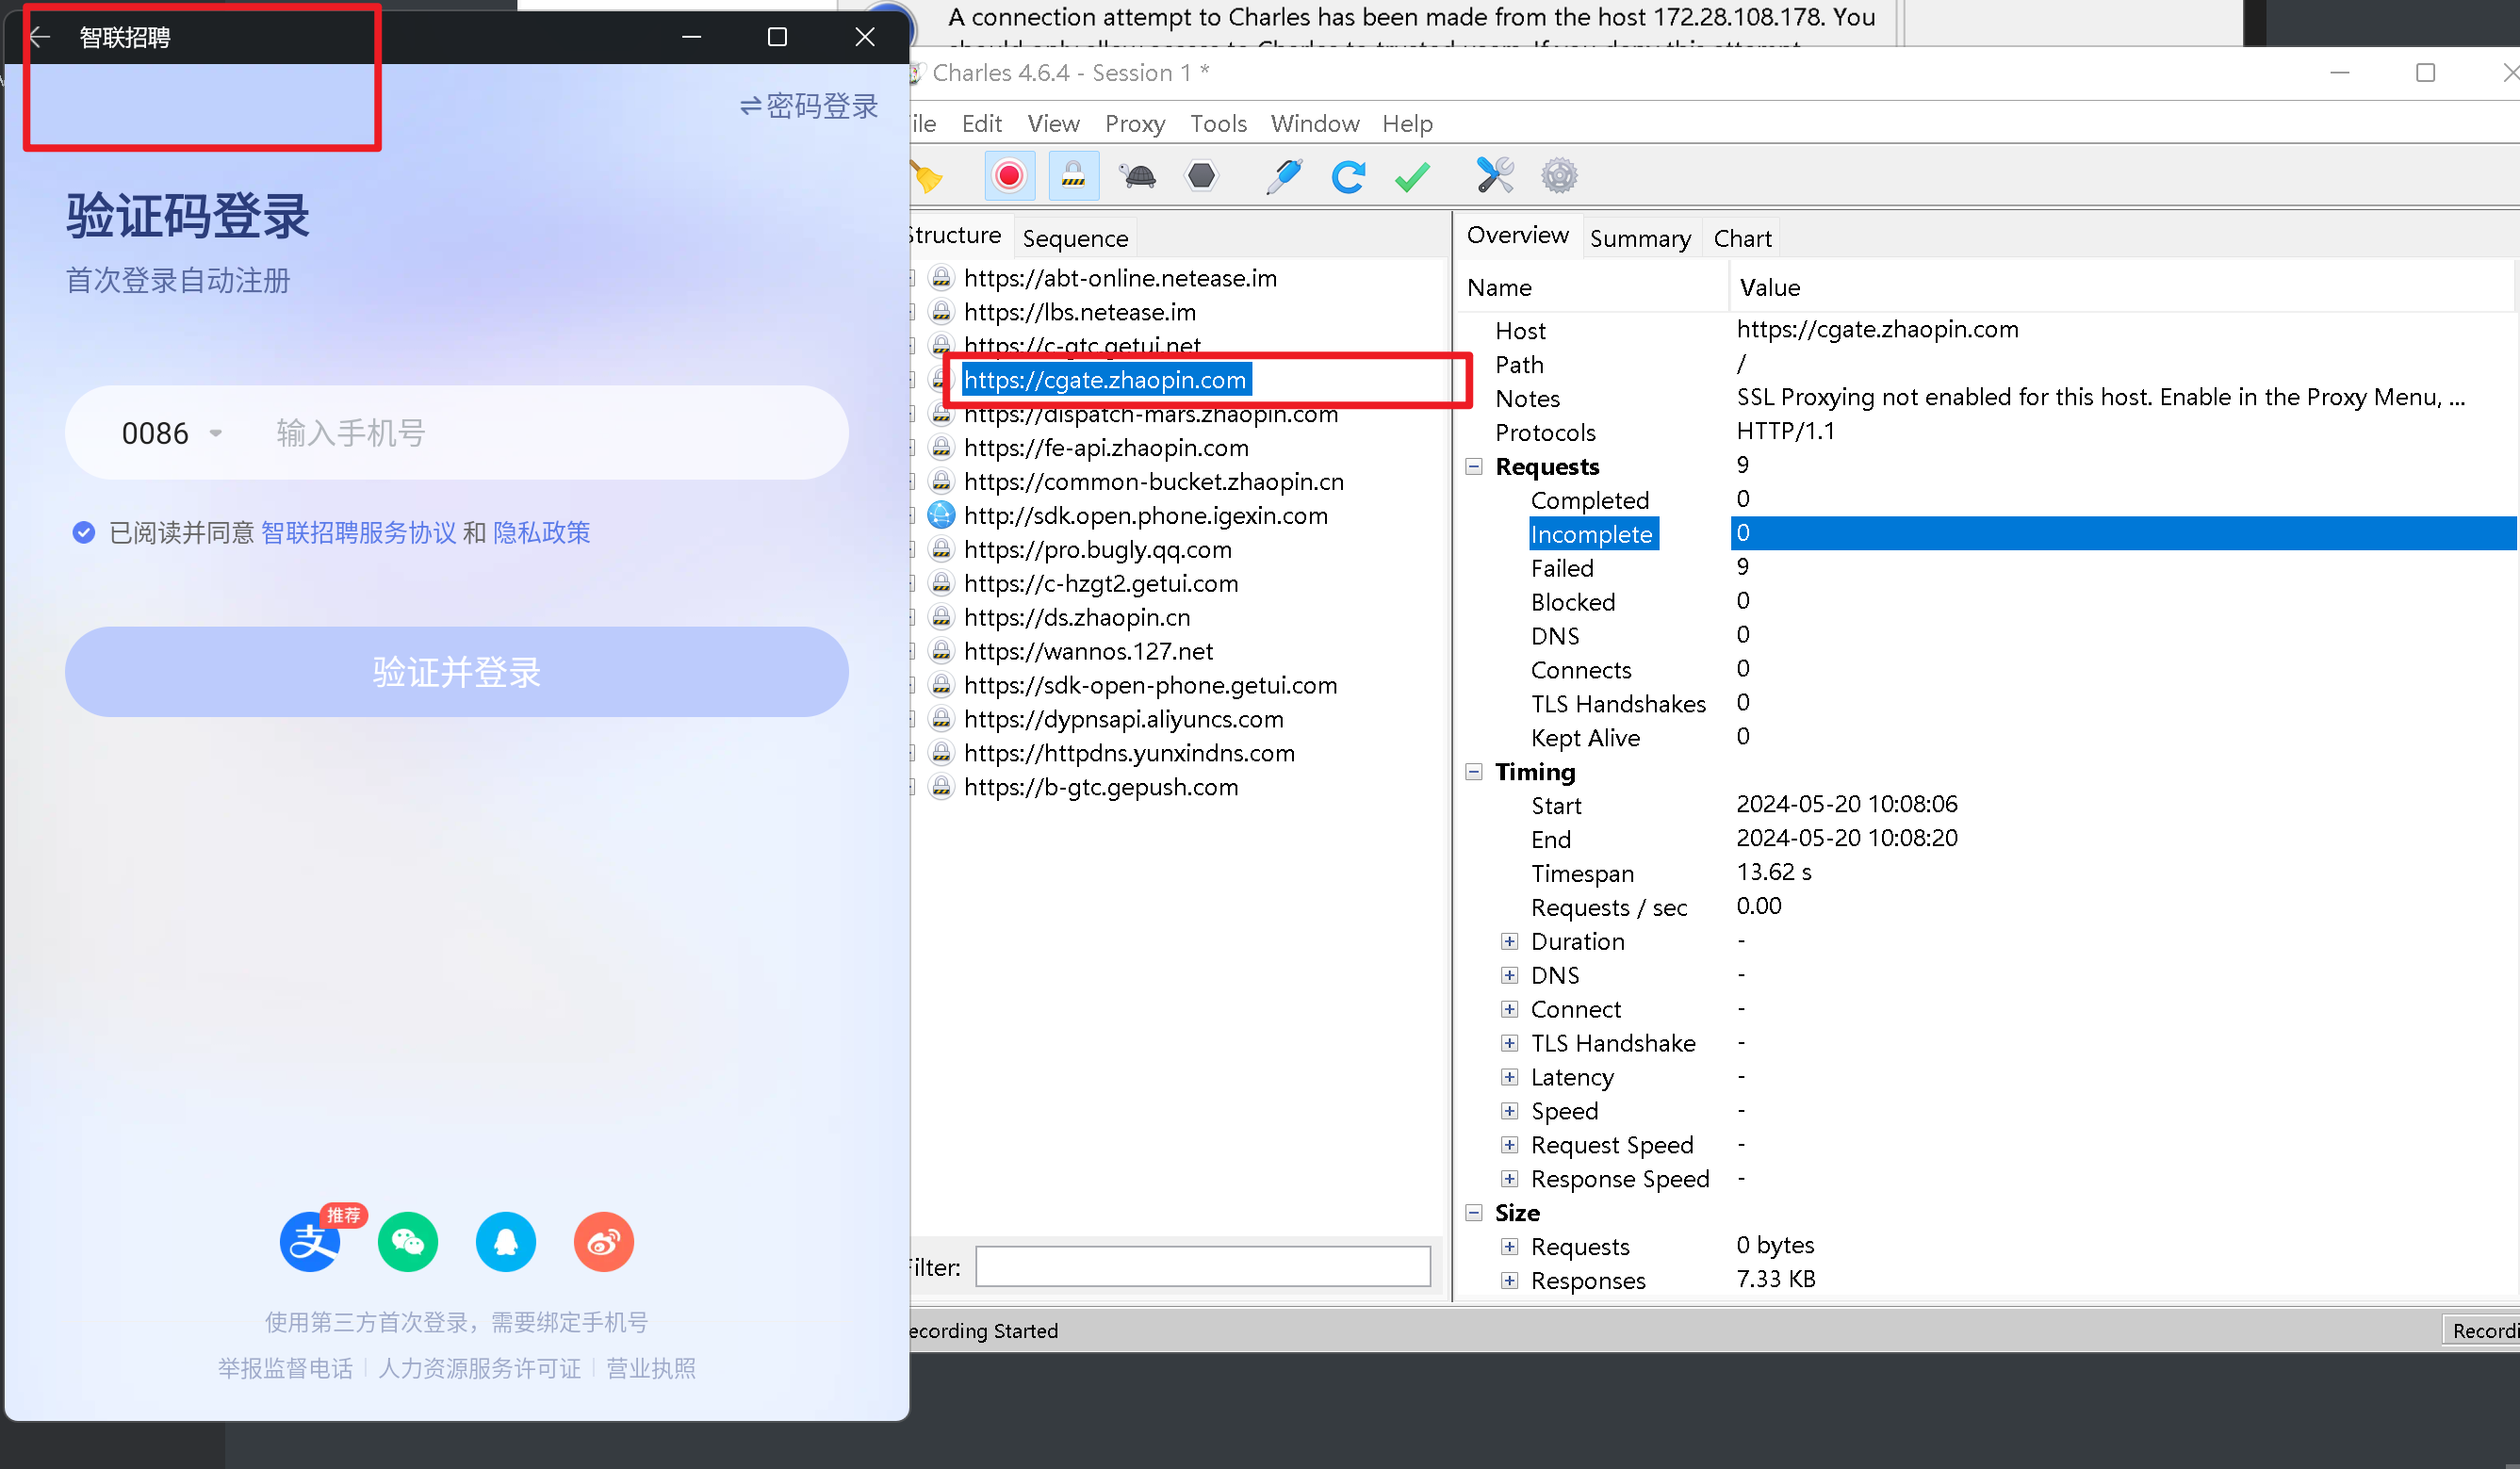 智联招聘
密码登录
验证码登录
首次登录自动注册
0086 输入手机号
已阅读并同意 智联招聘服务协议 和 隐私政策
验证并登录
推荐
支
使用第三方首次登录，需要绑定手机号
举报监督电话 人力资源服务许可证 营业执照
A connection attempt to Charles has been made from the host 172.28.108.178. You
Charles 4.6.4 - Session 1 *
ile Edit View Proxy Tools Window Help
Structure Sequence
https://abt-online.netease.im
https://lbs.netease.im
https://c-gtc.getui.net
https://cgate.zhaopin.com
https://dispatch-mars.zhaopin.com
https://fe-api.zhaopin.com
https://common-bucket.zhaopin.cn
http://sdk.open.phone.igexin.com
https://pro.bugly.qq.com
https://c-hzgt2.getui.com
https://ds.zhaopin.cn
https://wannos.127.net
https://sdk-open-phone.getui.com
https://dypnsapi.aliyuncs.com
https://httpdns.yunxindns.com
https://b-gtc.gepush.com
ilter:
ecording Started
Overview Summary Chart
Name Value
Host https://cgate.zhaopin.com
Path /
Notes SSL Proxying not enabled for this host. Enable in the Proxy Menu, ...
Protocols HTTP/1.1
Requests 9
Completed 0
Incomplete 0
Failed 9
Blocked 0
DNS 0
Connects 0
TLS Handshakes 0
Kept Alive 0
Timing
Start 2024-05-20 10:08:06
End 2024-05-20 10:08:20
Timespan 13.62 s
Requests / sec 0.00
Duration -
DNS -
Connect -
TLS Handshake -
Latency -
Speed -
Request Speed -
Response Speed -
Size
Requests 0 bytes
Responses 7.33 KB
Recordi